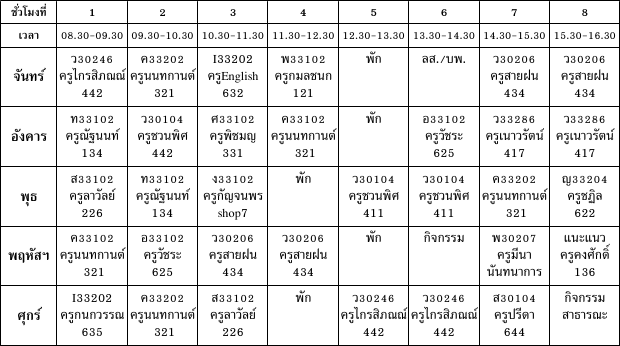 ชั่วโมงที่ 1 2 3 4 5 6 7 8
เวลา 08.30-09.30 09.30-10.30 10.30-11.30 11.30-12.30 12.30-13.30 13.30-14.30 14.30-15.30 15.30-16.30
จันทร์ ว30246 ค33202 I33202 พ33102 พัก ลส./บพ. ว30206 ว30206
ครูไกรสิภณณ์ ครูนนทกานต์ ครูEnglish ครูกมลชนก ครูสายฝน ครูสายฝน
442 321 632 121 434 434
อังคาร ท33102 ว30104 ศ33102 ค33102 พัก อ33102 ว33286 ว33286
ครูณัฐนนท์ ครูชวนพิศ ครูพิชมญ ครูนนทกานต์ ครูวัชระ ครูเนาวรัตน์ ครูเนาวรัตน์
134 442 331 321 625 417 417
พุธ ส33102 ท33102 ง33102 พัก ว30104 ว30104 ค33202 ญ33204
ครูลาวัลย์ ครูณัฐนนท์ ครูกัญจนพร ครูชวนพิศ ครูชวนพิศ ครูนนทกานต์ ครูชฎิล
226 134 shop7 411 411 321 622
พฤหัสฯ ค33102 อ33102 ว30206 ว30206 พัก กิจกรรม พ30207 แนะแนว
ครูนนทกานต์ ครูวัชระ ครูสายฝน ครูสายฝน ครูมีนา ครูคงศักดิ์
321 625 434 434 นันทนาการ 136
ศุกร์ I33202 ค33202 ส33102 พัก ว30246 ว30246 ส30104 กิจกรรม
ครูกนกวรรณ ครูนนทกานต์ ครูลาวัลย์ ครูไกรสิภณณ์ ครูไกรสิภณณ์ ครูปรีดา สาธารณะ
635 321 226 442 442 644